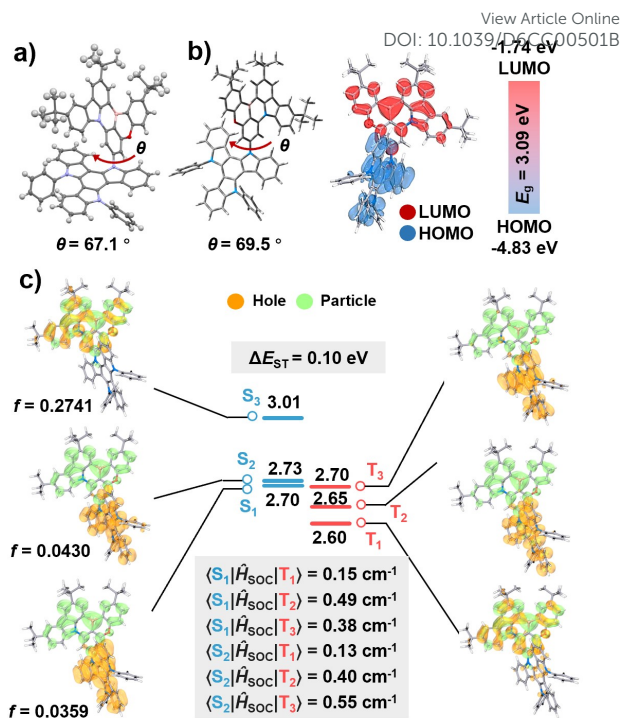 View Article Online
DOI: 10.1039/D6CC00501B
a)
θ
θ = 67.1 °
b)
θ
θ = 69.5 °
LUMO
HOMO
-1.74 eV
LUMO
Eg = 3.09 eV
HOMO
-4.83 eV
c)
Hole Particle
ΔEST = 0.10 eV
f = 0.2741
S3 3.01
f = 0.0430
S2 2.73
S1 2.70
f = 0.0359
2.70 T3
2.65 T2
2.60 T1
⟨S1|ĤSOC|T1⟩ = 0.15 cm-1
⟨S1|ĤSOC|T2⟩ = 0.49 cm-1
⟨S1|ĤSOC|T3⟩ = 0.38 cm-1
⟨S2|ĤSOC|T1⟩ = 0.13 cm-1
⟨S2|ĤSOC|T2⟩ = 0.40 cm-1
⟨S2|ĤSOC|T3⟩ = 0.55 cm-1